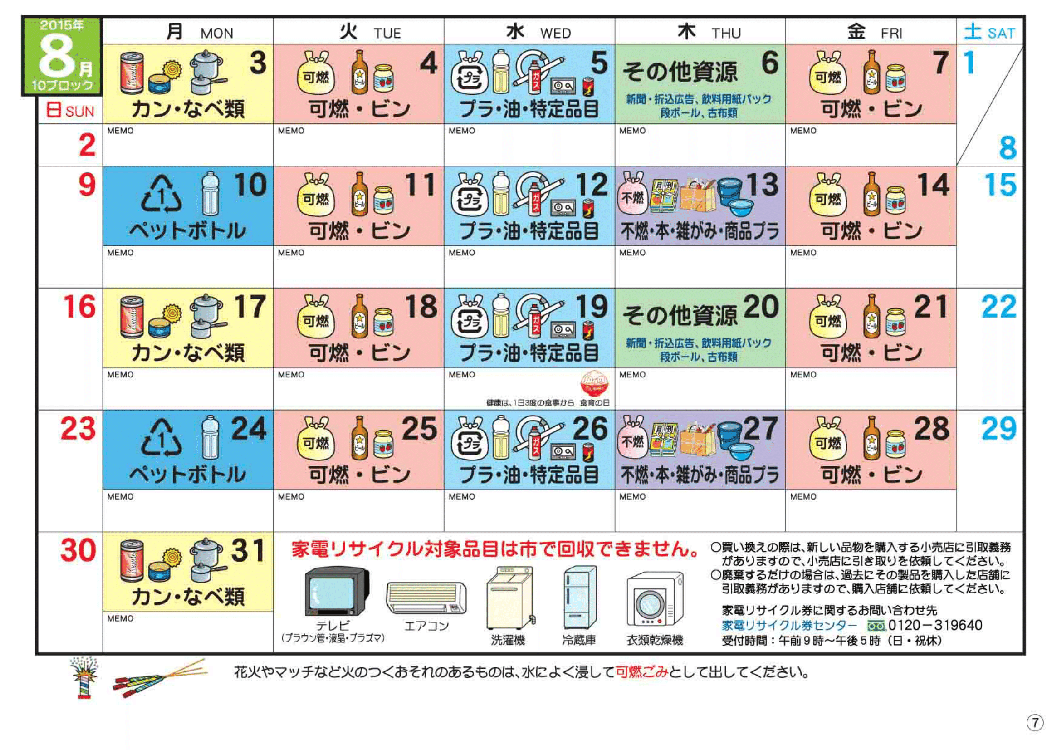 2015年
8月
10ブロック
月 MON
火 TUE
水 WED
木 THU
金 FRI
土 SAT
日 SUN
3
カン・なべ類
MEMO
可燃
4
可燃・ビン
MEMO
プラ
ガス
5
プラ・油・特定品目
MEMO
その他資源 6
新聞・折込広告、飲料用紙パック
段ボール、古布類
MEMO
可燃
7
可燃・ビン
MEMO
1
8
2
9
1
10
ペットボトル
MEMO
可燃
11
可燃・ビン
MEMO
プラ
ガス
12
プラ・油・特定品目
MEMO
不燃
13
不燃・本・雑がみ・商品プラ
MEMO
可燃
14
可燃・ビン
MEMO
15
16
17
カン・なべ類
MEMO
可燃
18
可燃・ビン
MEMO
プラ
ガス
19
プラ・油・特定品目
MEMO
健康は、1日3度の食事から 食育の日
その他資源 20
新聞・折込広告、飲料用紙パック
段ボール、古布類
MEMO
可燃
21
可燃・ビン
MEMO
22
23
1
24
ペットボトル
MEMO
可燃
25
可燃・ビン
MEMO
プラ
ガス
26
プラ・油・特定品目
MEMO
不燃
27
不燃・本・雑がみ・商品プラ
MEMO
可燃
28
可燃・ビン
MEMO
29
30
31
カン・なべ類
MEMO
家電リサイクル対象品目は市で回収できません。
テレビ
(ブラウン管・液晶・プラズマ)
エアコン
洗濯機
冷蔵庫
衣類乾燥機
○買い換えの際は、新しい品物を購入する小売店に引取義務
がありますので、小売店に引き取りを依頼してください。
○廃棄するだけの場合は、過去にその製品を購入した店舗に
引取義務がありますので、購入店舗に依頼してください。
家電リサイクル券に関するお問い合わせ先
家電リサイクル券センター 0120-319640
受付時間：午前9時～午後5時（日・祝休）
花火やマッチなど火のつくおそれのあるものは、水によく浸して可燃ごみとして出してください。
⑦